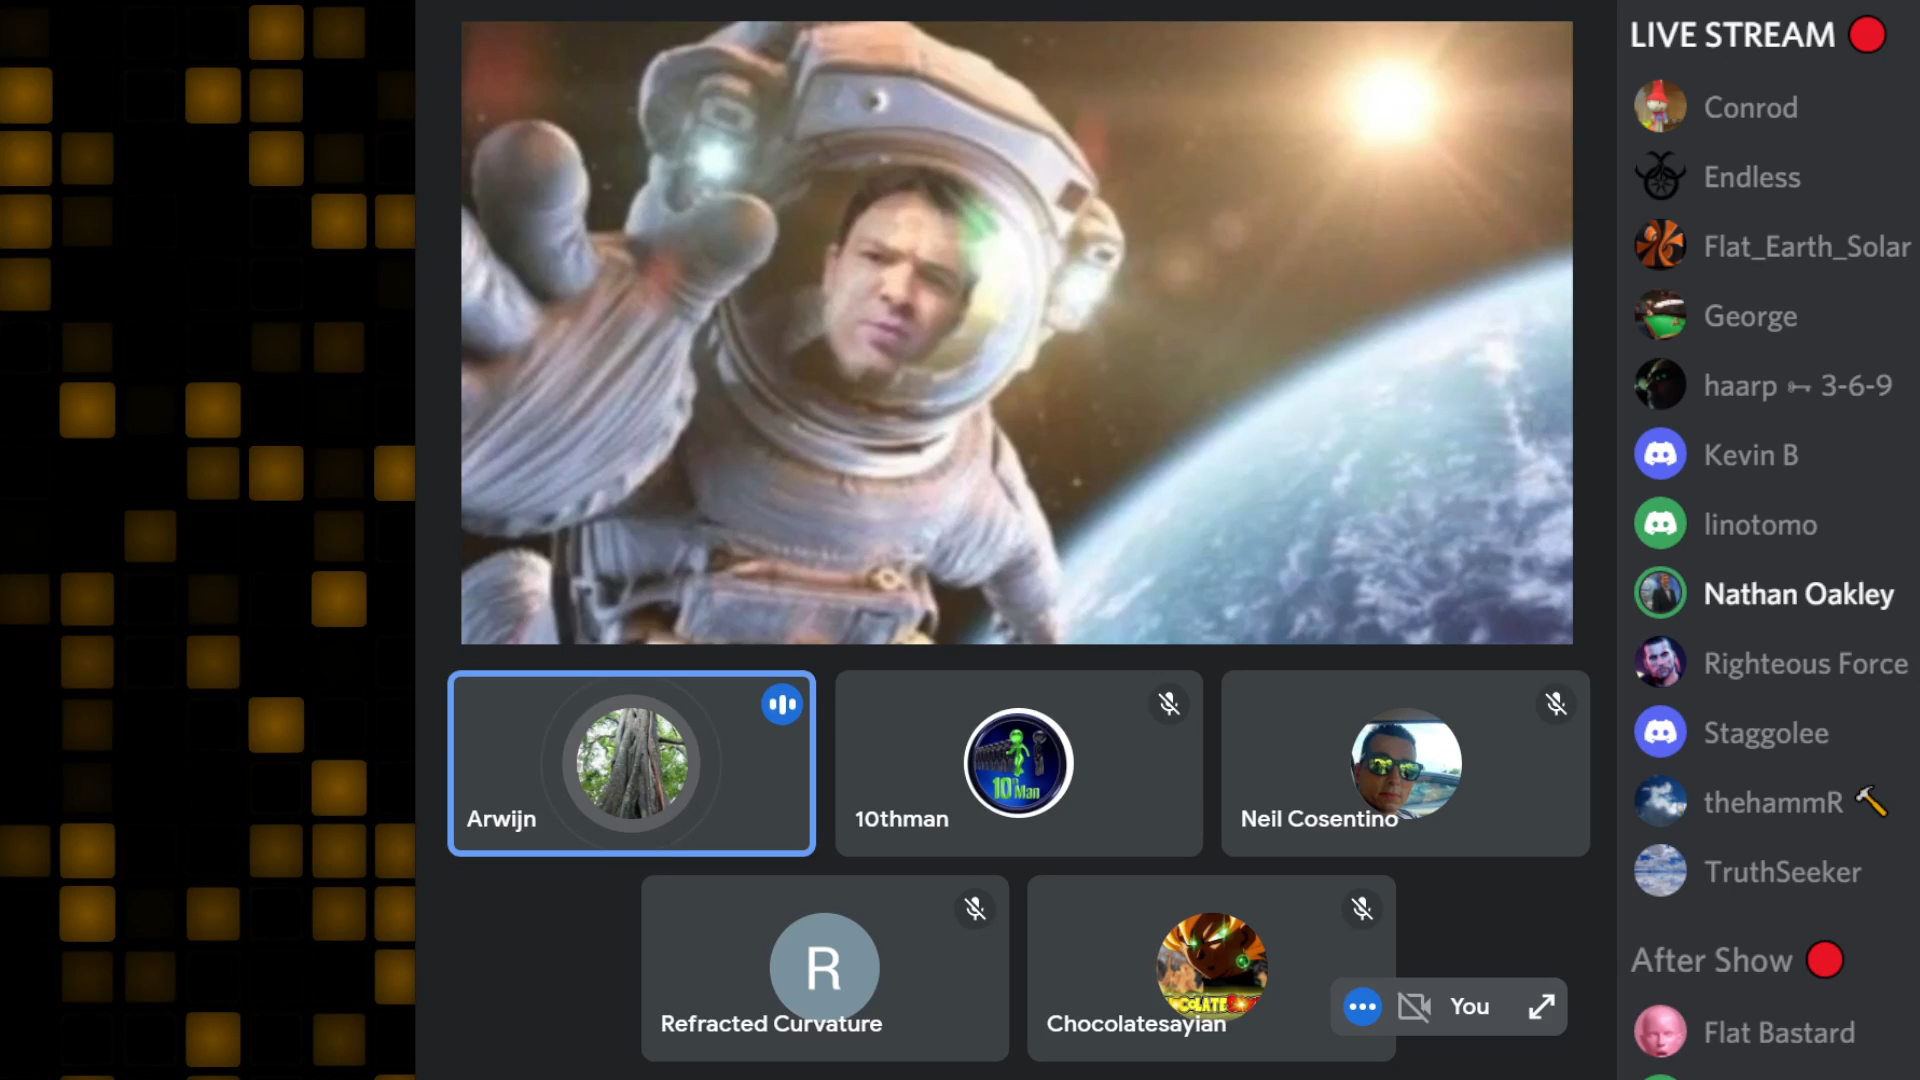 LIVE STREAM
Conrod
Endless
Flat_Earth_Solar
George
haarp 3-6-9
Kevin B
linotomo
Nathan Oakley
Righteous Force
Staggolee
thehammR
TruthSeeker
After Show
Flat Bastard
Arwijn
10thman
10th Man
Neil Cosentino
R
Refracted Curvature
Chocolatesayian
You